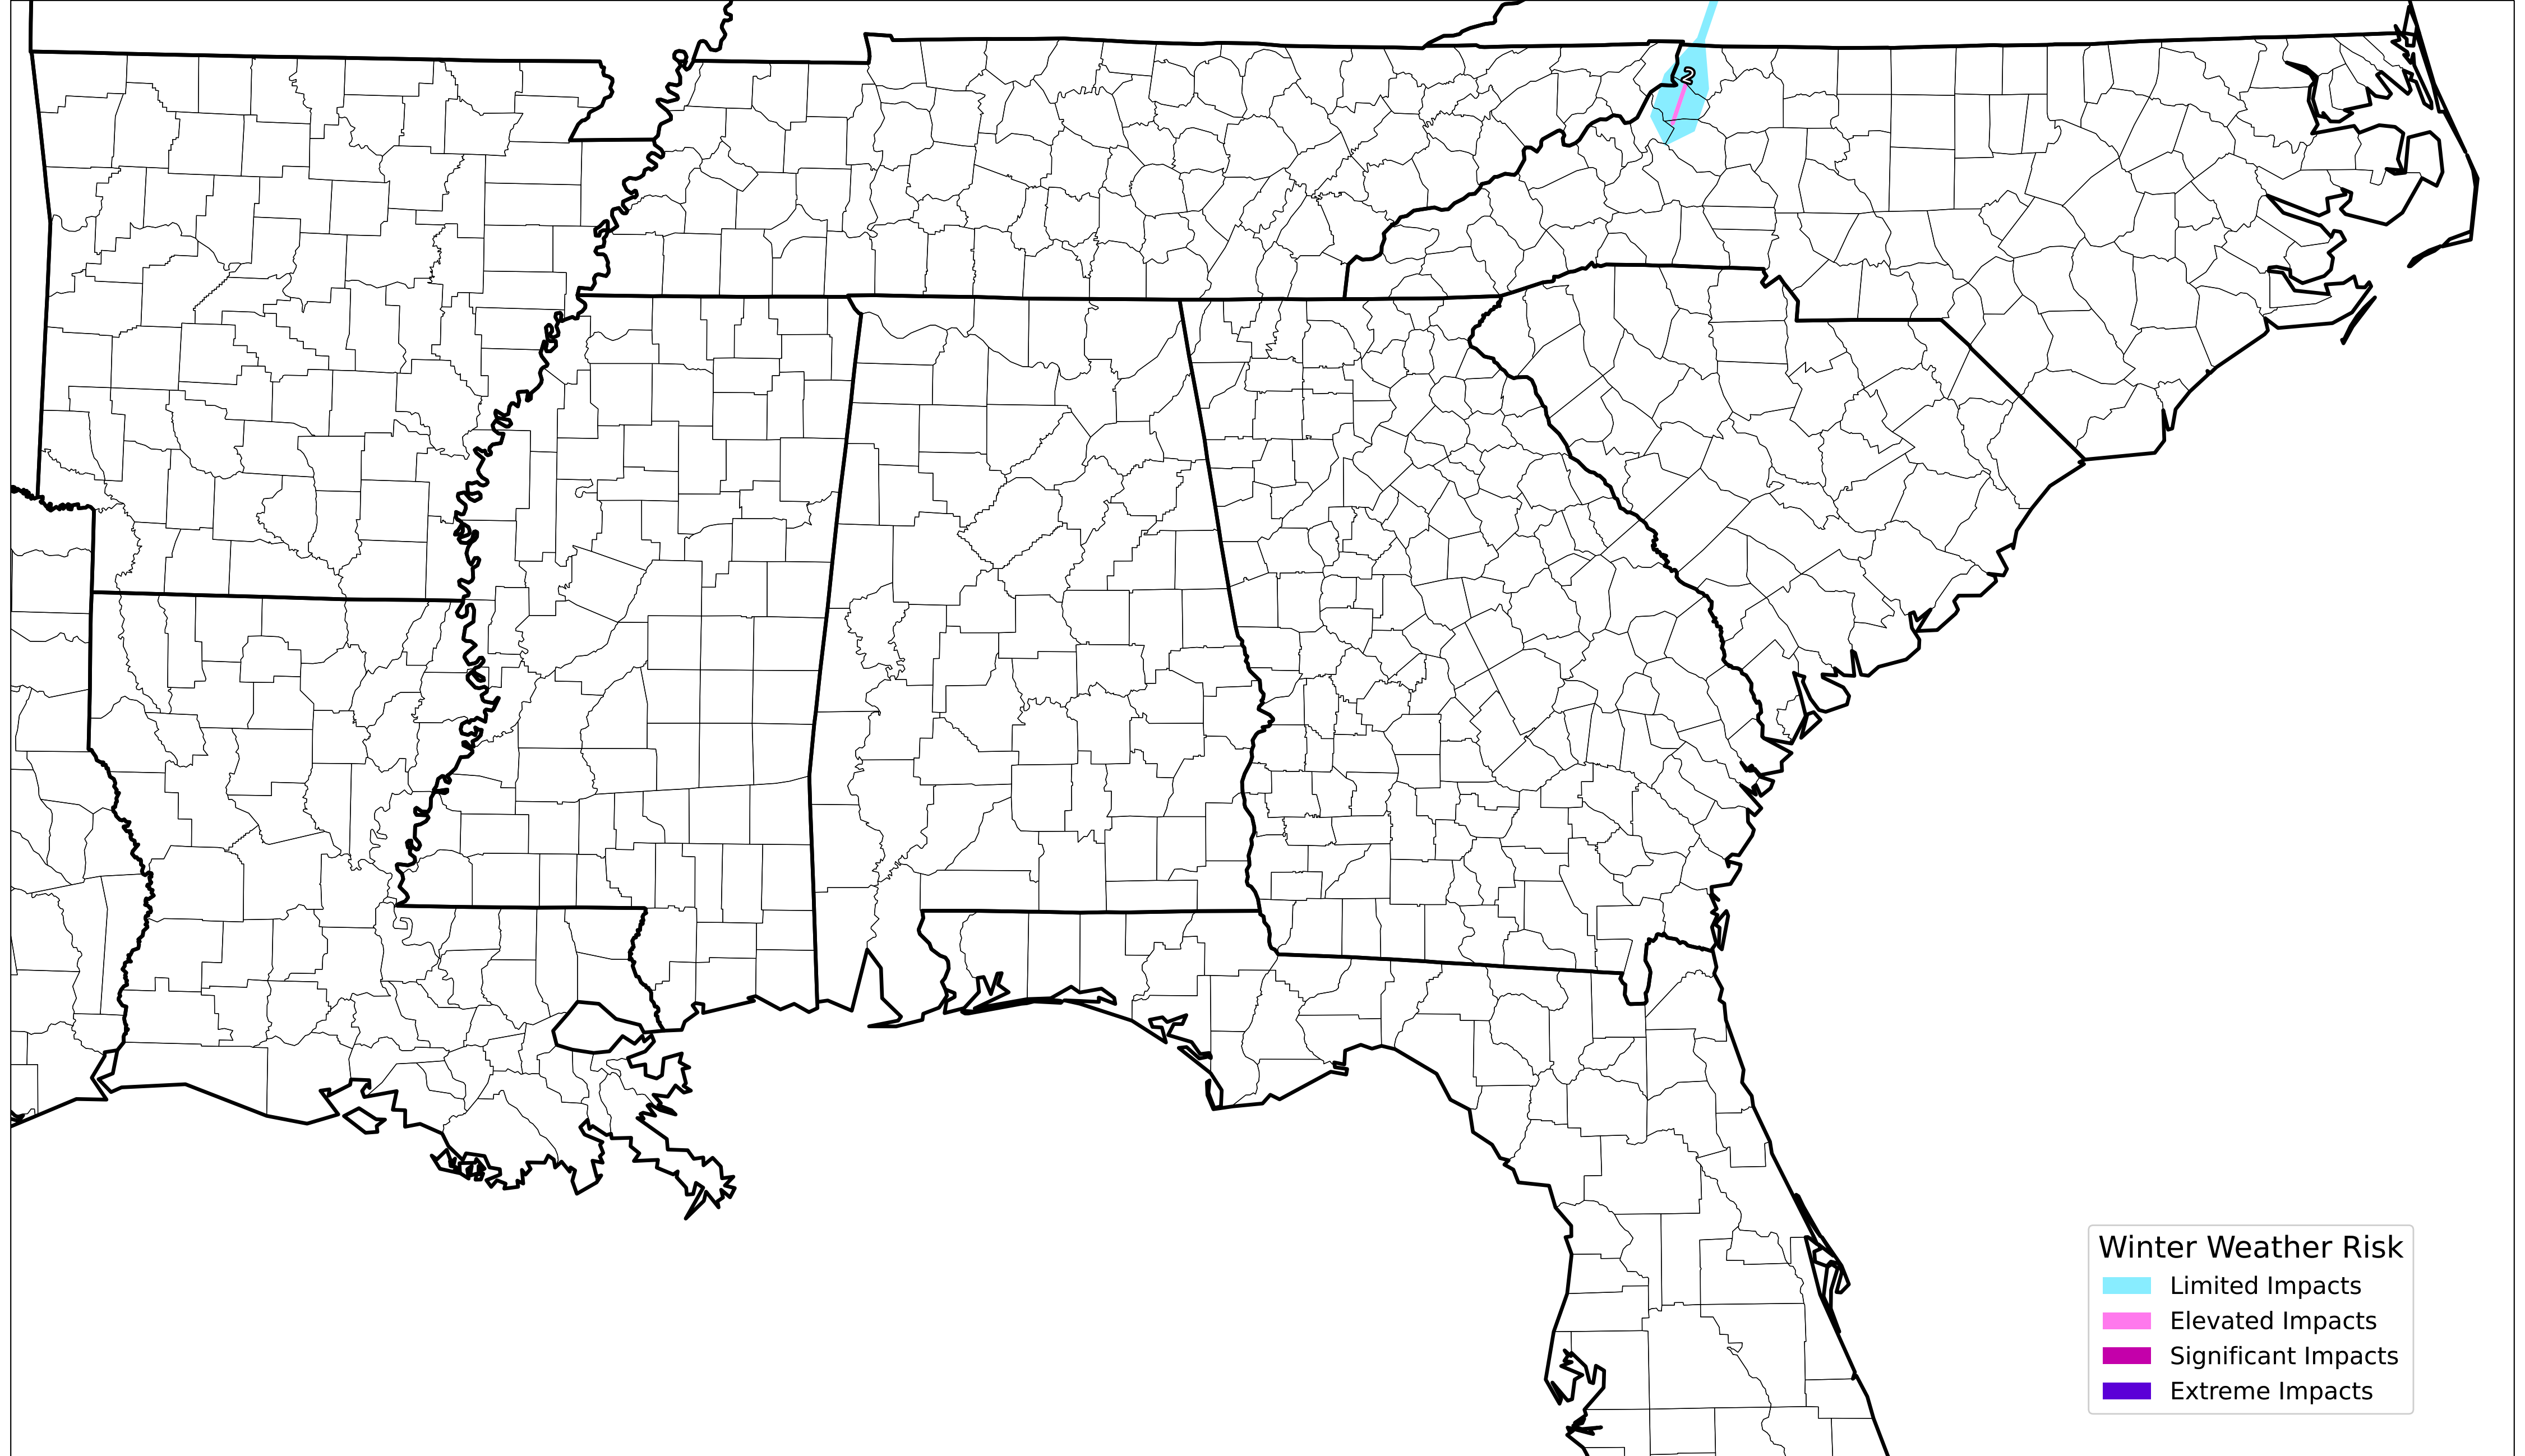 2
Winter Weather Risk
Limited Impacts
Elevated Impacts
Significant Impacts
Extreme Impacts